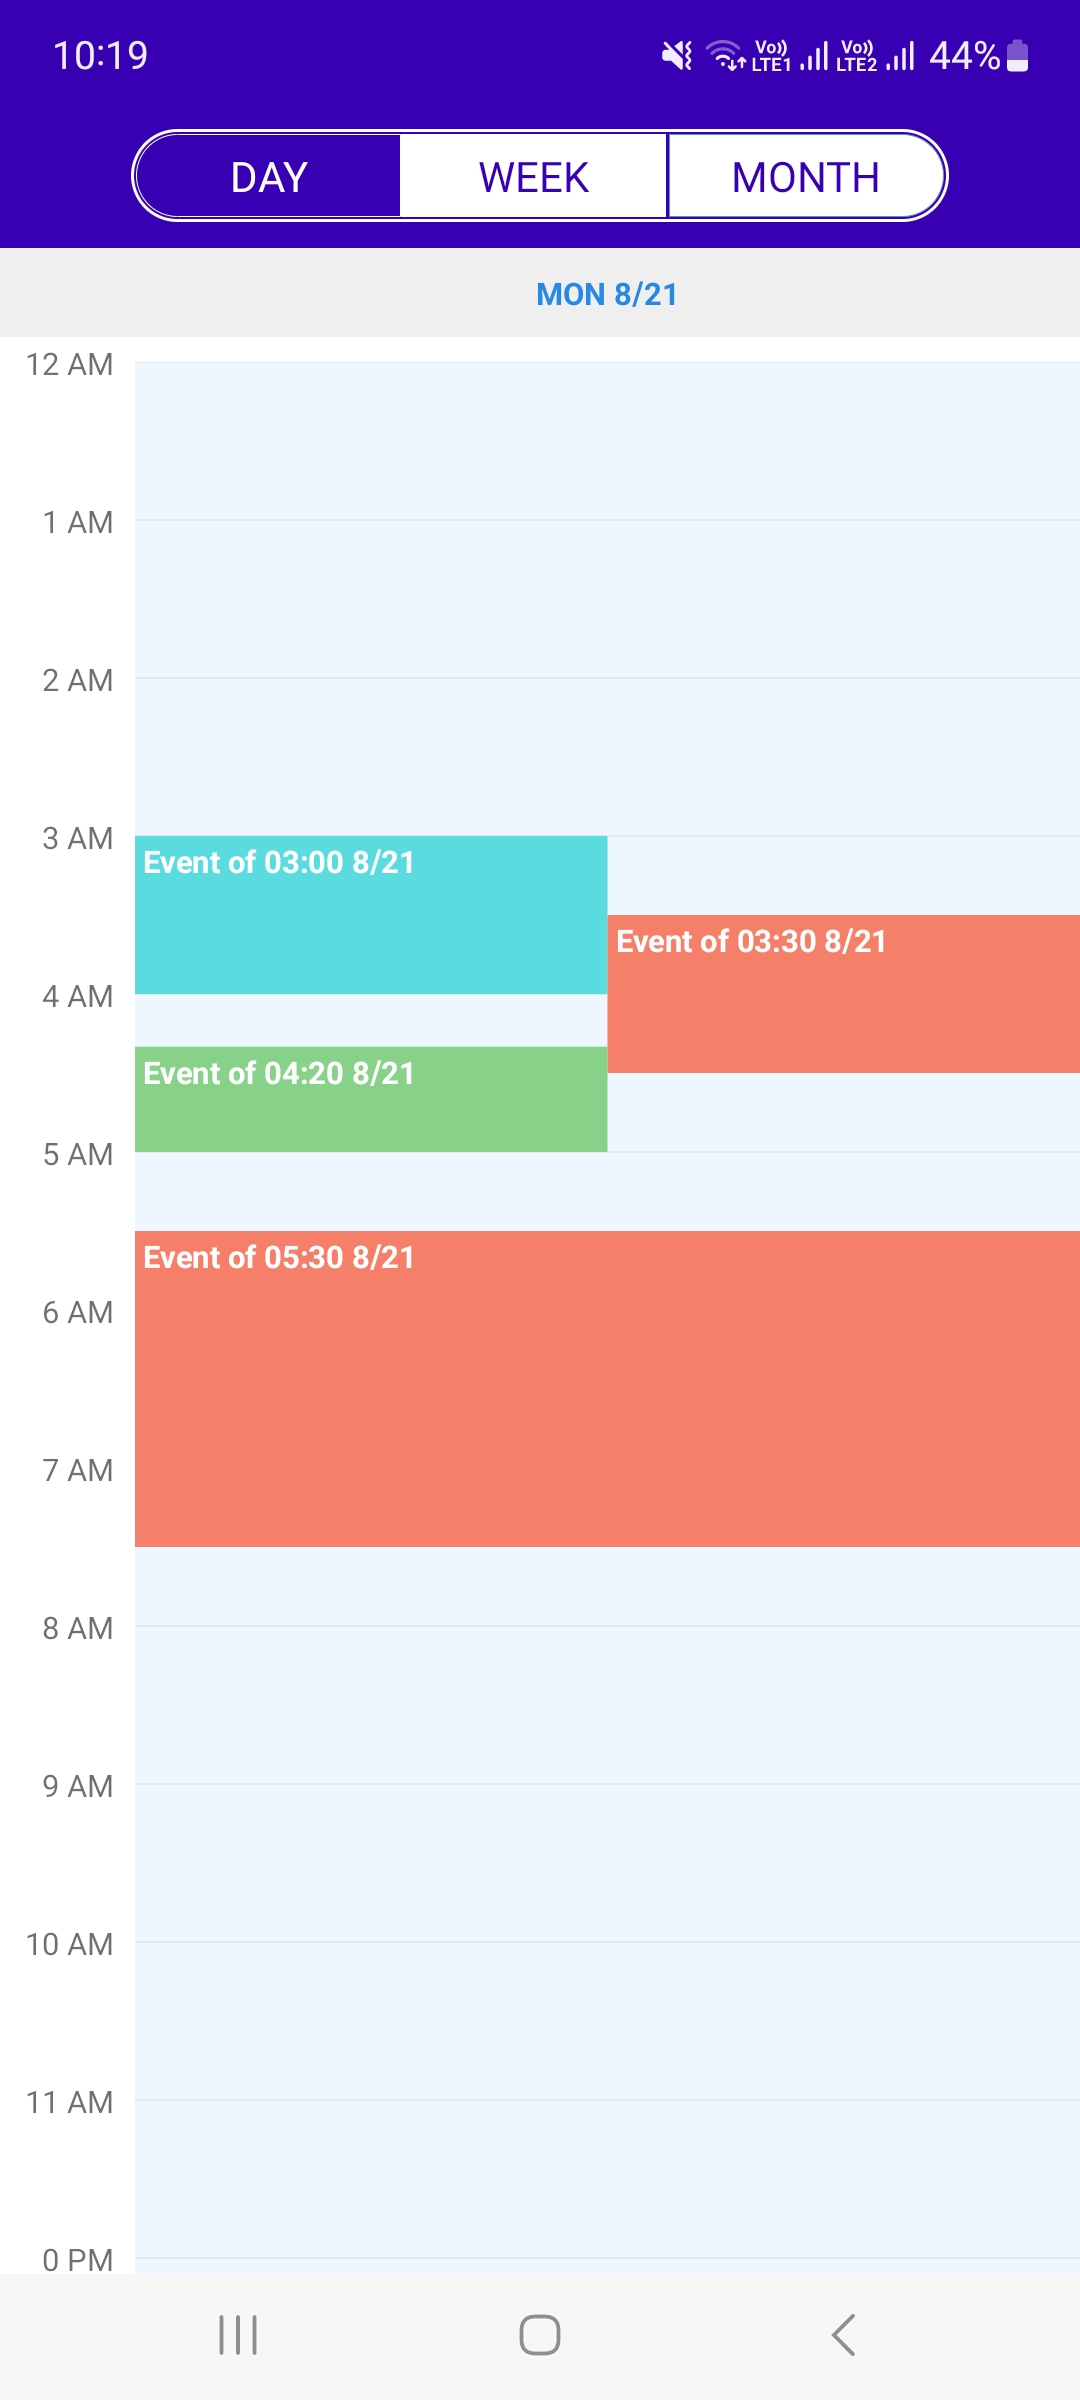 10:19
Vo)) LTE1 Vo)) LTE2 44%
DAY WEEK MONTH
MON 8/21
12 AM
1 AM
2 AM
3 AM
Event of 03:00 8/21
Event of 03:30 8/21
4 AM
Event of 04:20 8/21
5 AM
Event of 05:30 8/21
6 AM
7 AM
8 AM
9 AM
10 AM
11 AM
0 PM